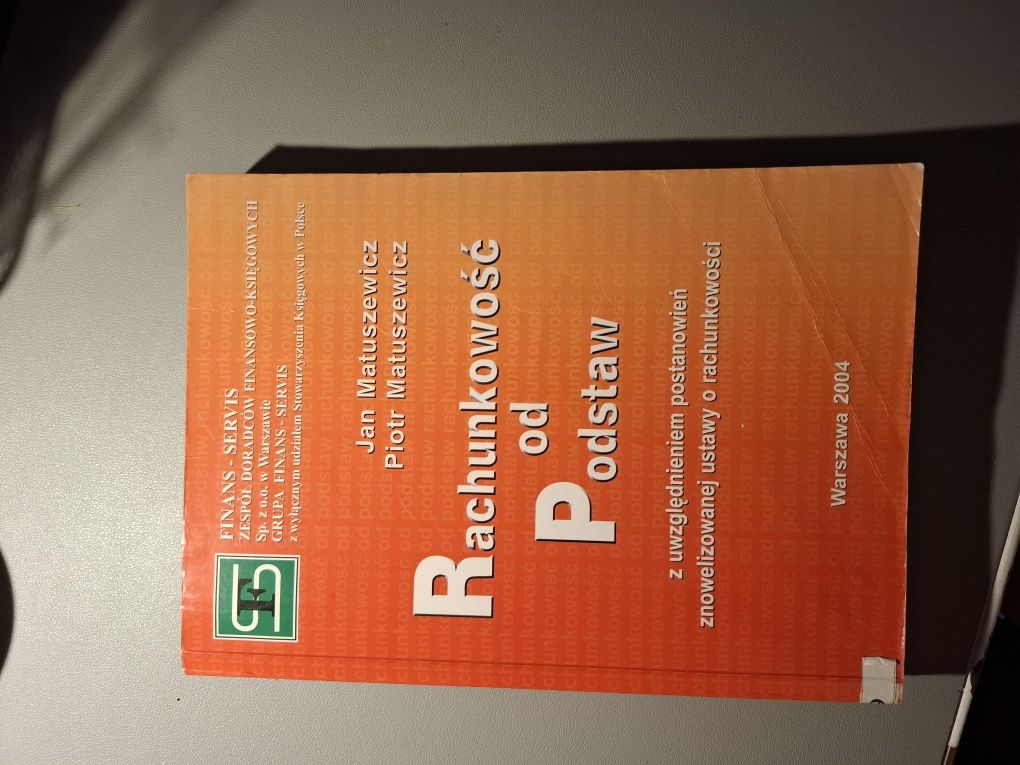 FINANS - SERVIS
ZESPÓŁ DORADCÓW FINANSOWO-KSIĘGOWYCH
Sp. z o.o. w Warszawie
GRUPA FINANS - SERVIS
z wyłącznym udziałem Stowarzyszenia Księgowych w Polsce
FS
Jan Matuszewicz
Piotr Matuszewicz
Rachunkowość
od
Podstaw
z uwzględnieniem postanowień
znowelizowanej ustawy o rachunkowości
Warszawa 2004